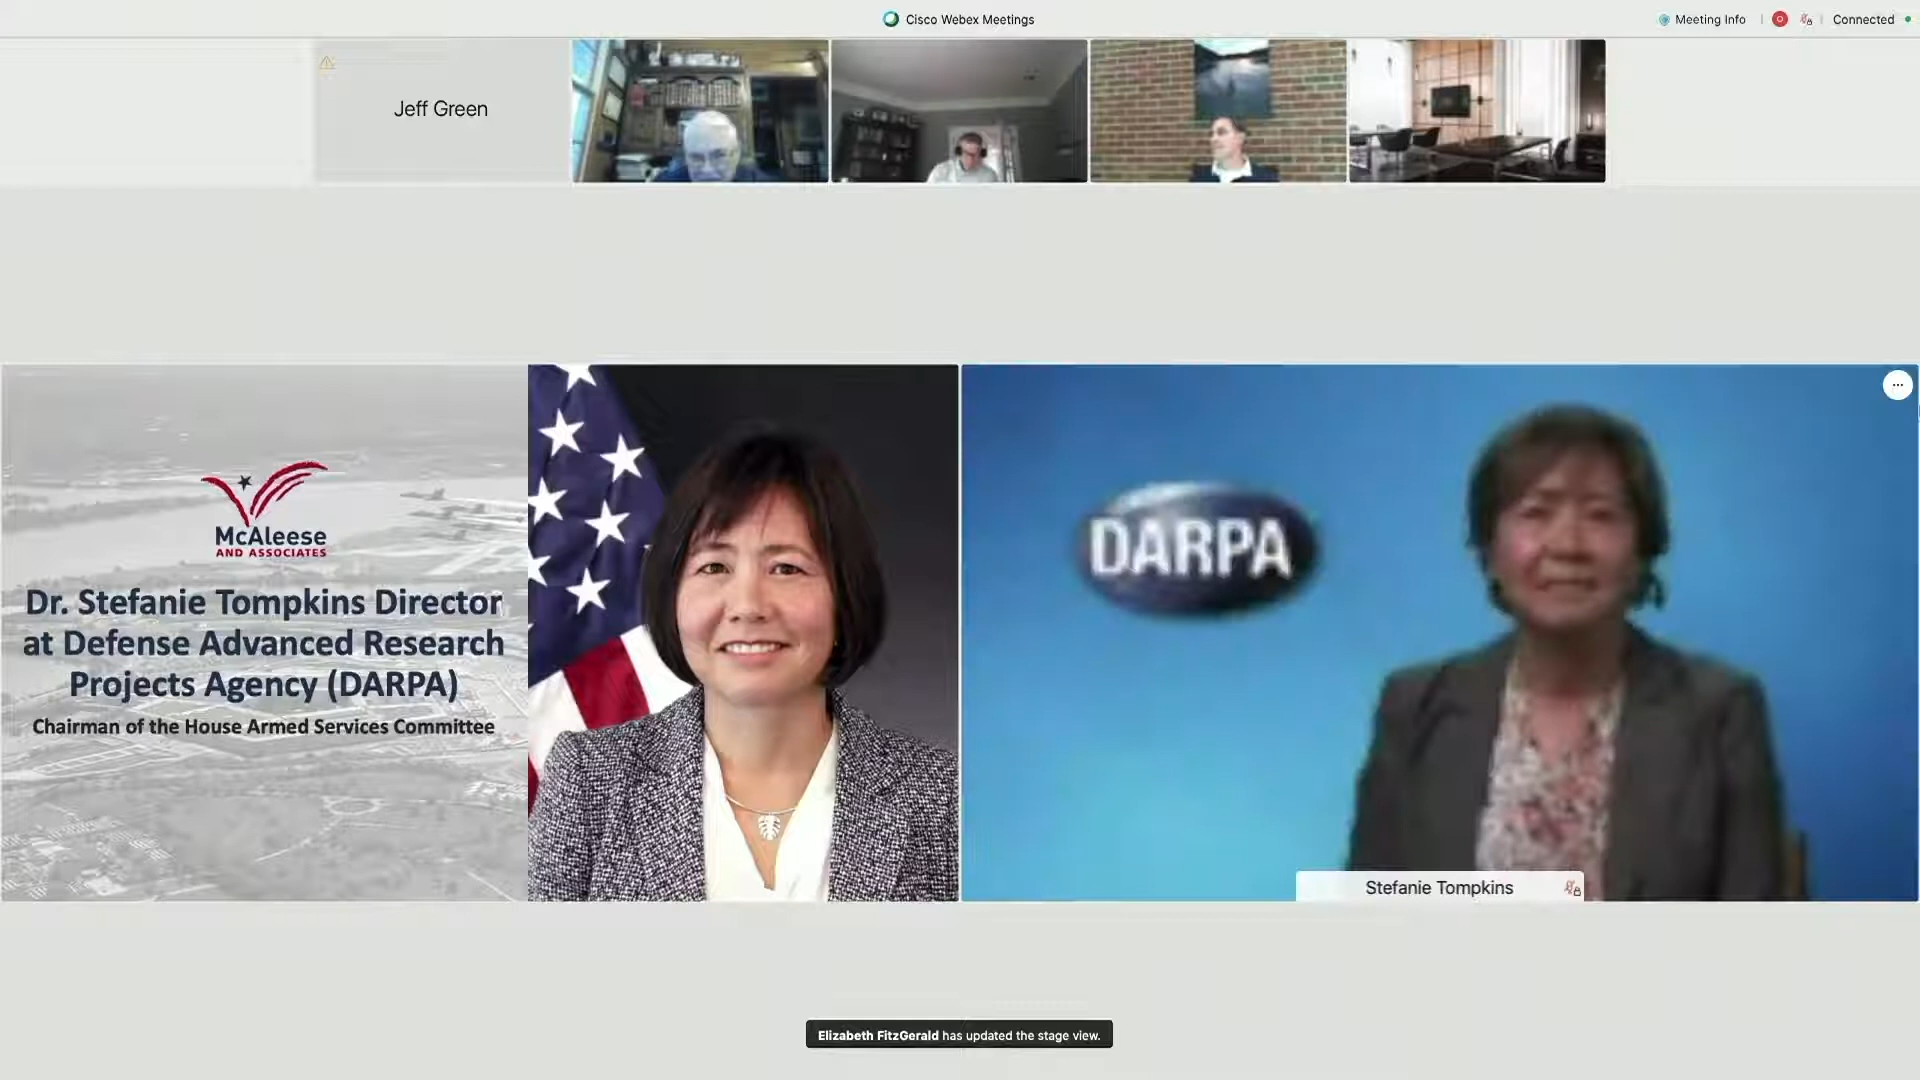 Cisco Webex Meetings
Meeting Info
Connected
Jeff Green
McAleese
AND ASSOCIATES
Dr. Stefanie Tompkins Director
at Defense Advanced Research
Projects Agency (DARPA)
Chairman of the House Armed Services Committee
DARPA
Stefanie Tompkins
Elizabeth FitzGerald has updated the stage view.